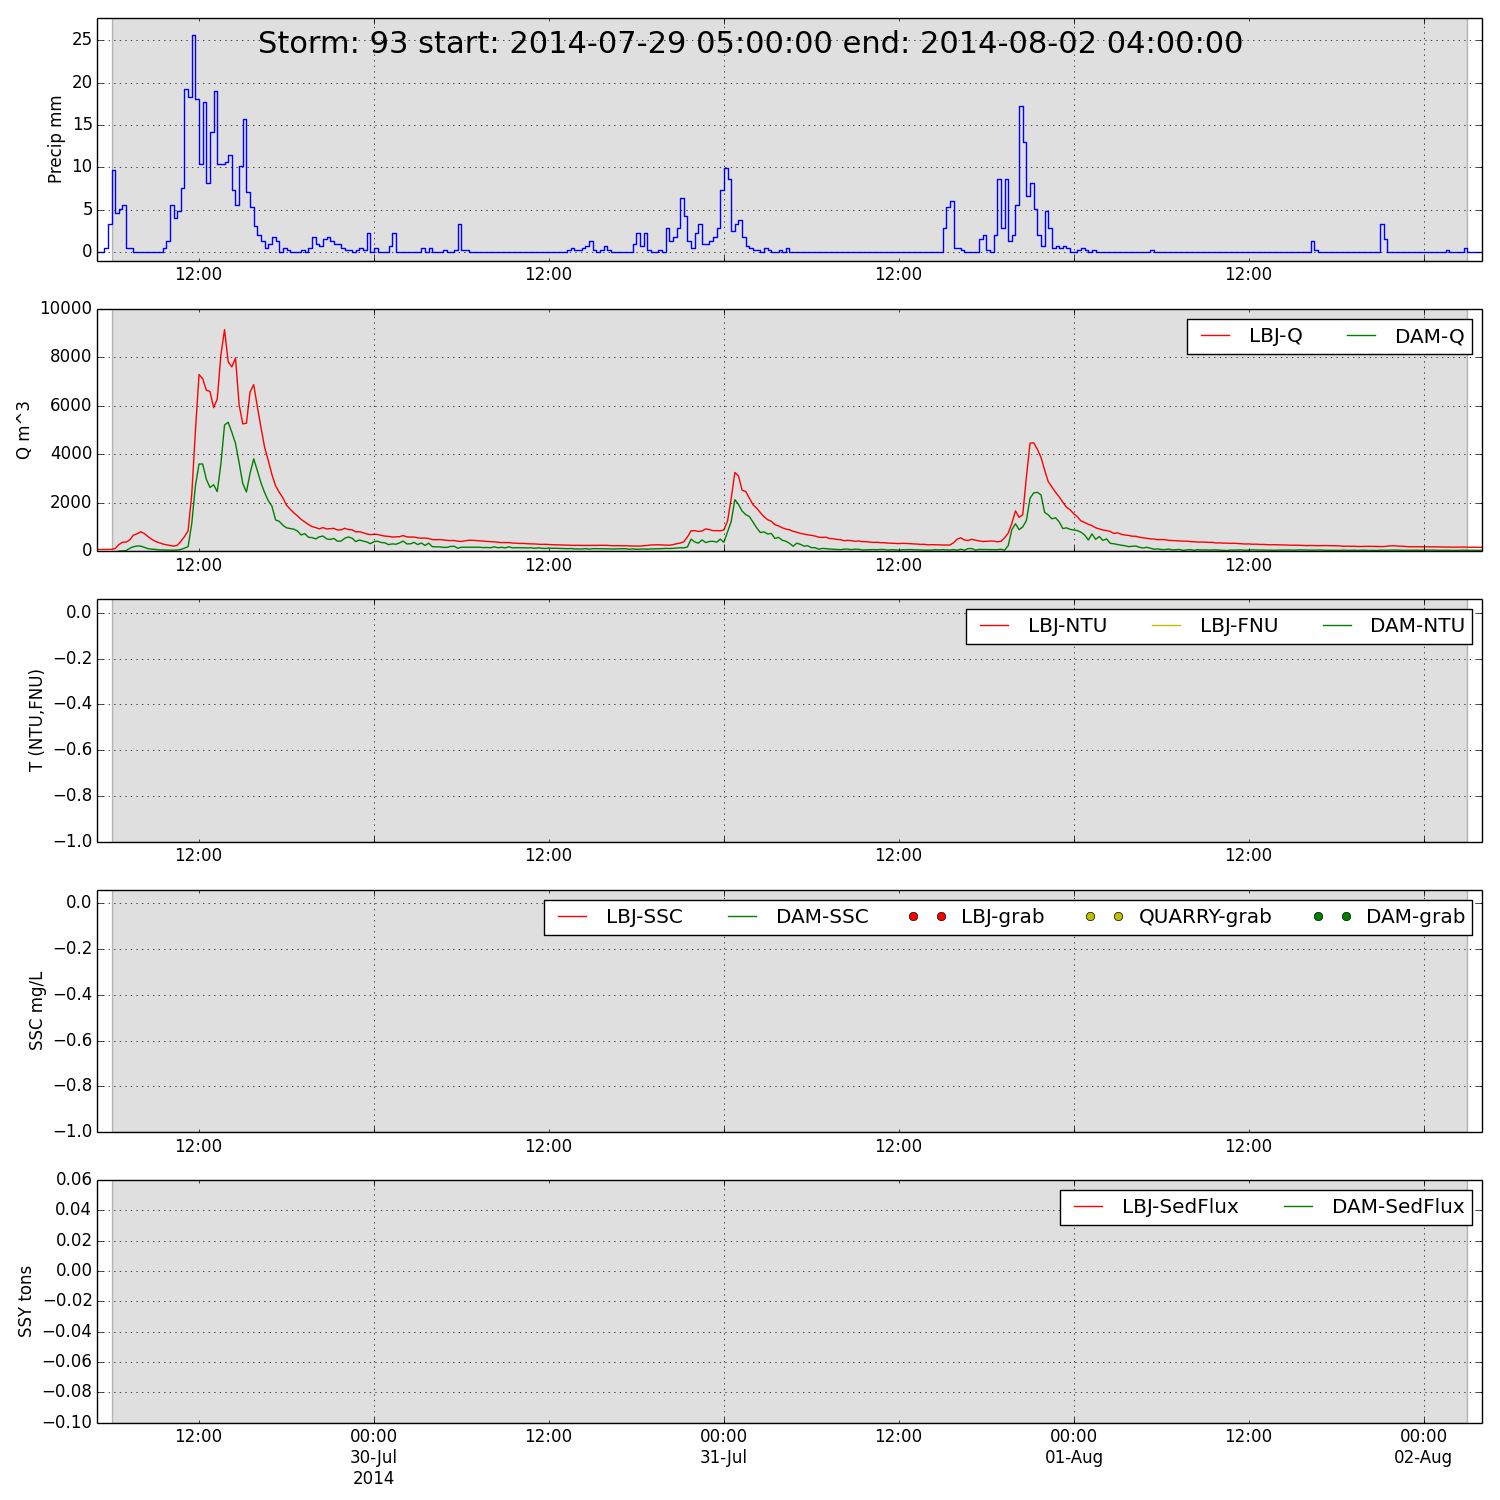 Storm: 93 start: 2014-07-29 05:00:00 end: 2014-08-02 04:00:00
Precip mm
25
20
15
10
5
0
12:00 12:00 12:00 12:00
Q m^3
10000
8000
6000
4000
2000
0
LBJ-Q DAM-Q
12:00 12:00 12:00 12:00
T (NTU,FNU)
0.0
−0.2
−0.4
−0.6
−0.8
−1.0
LBJ-NTU LBJ-FNU DAM-NTU
12:00 12:00 12:00 12:00
SSC mg/L
0.0
−0.2
−0.4
−0.6
−0.8
−1.0
LBJ-SSC DAM-SSC LBJ-grab QUARRY-grab DAM-grab
12:00 12:00 12:00 12:00
SSY tons
0.06
0.04
0.02
0.00
−0.02
−0.04
−0.06
−0.08
−0.10
LBJ-SedFlux DAM-SedFlux
12:00 00:00 12:00 00:00 12:00 00:00 12:00 00:00
30-Jul 31-Jul 01-Aug 02-Aug
2014